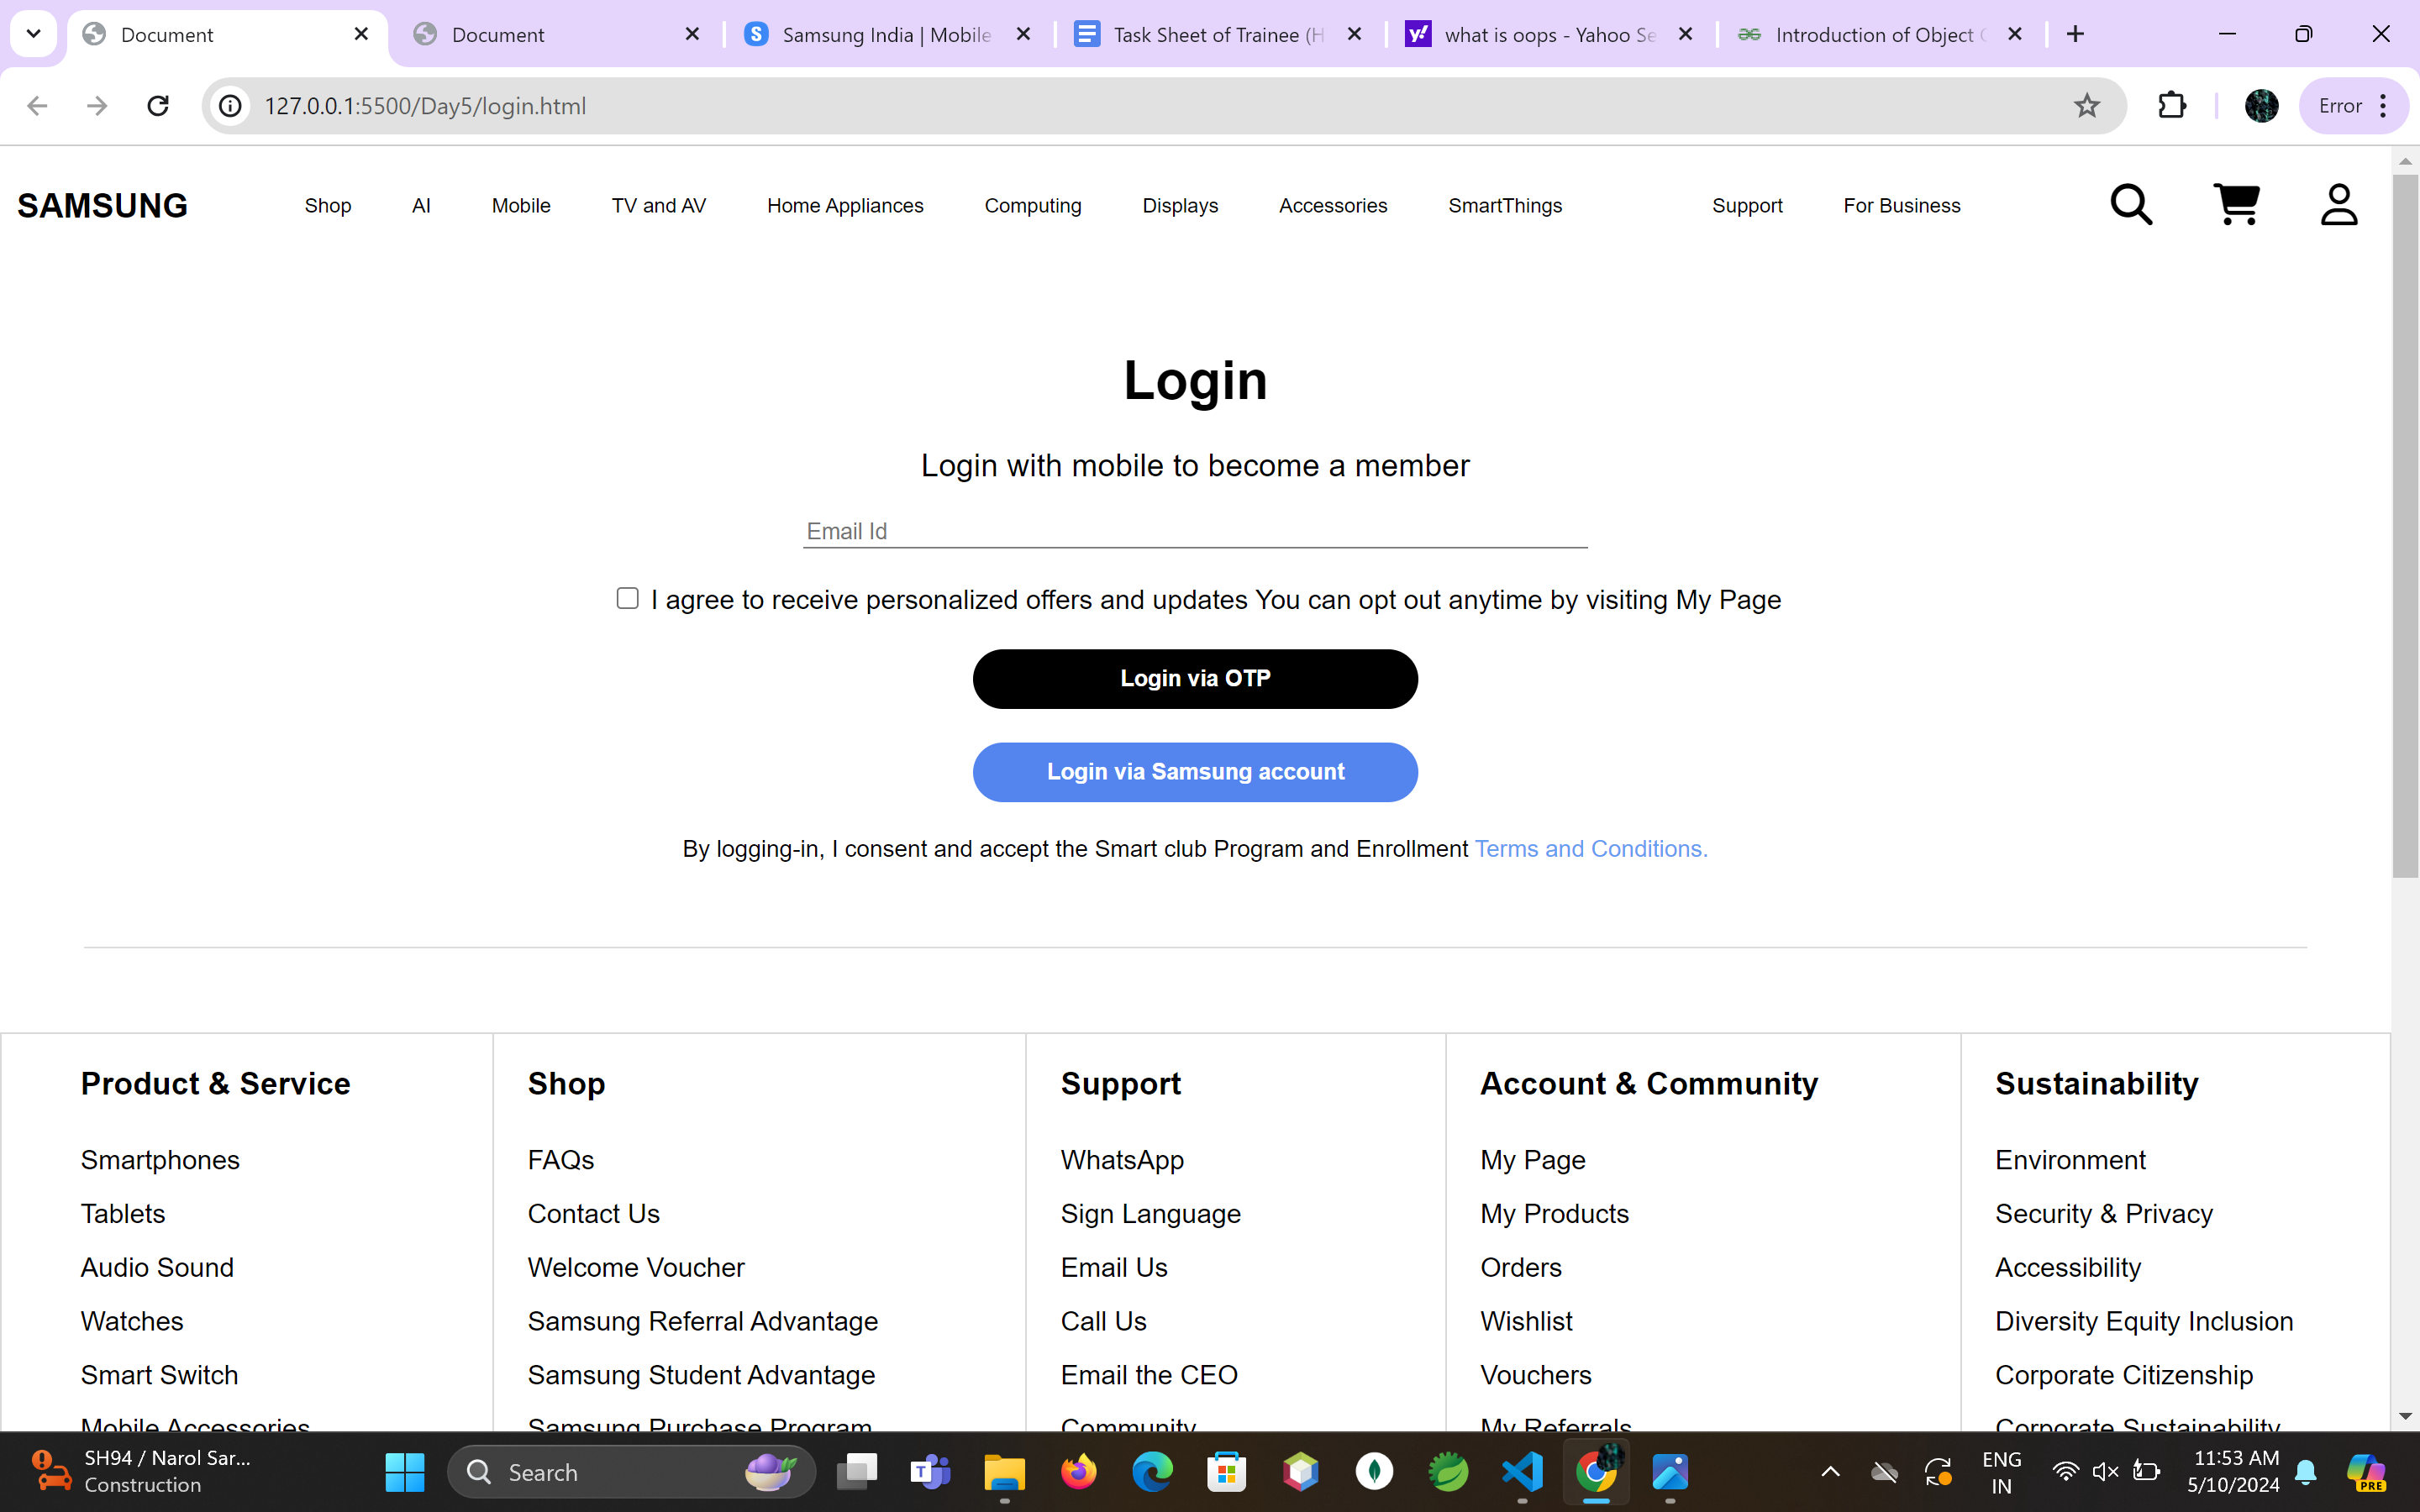 Document
Document
Samsung India | Mobile
Task Sheet of Trainee (H
what is oops - Yahoo Se
Introduction of Object
127.0.0.1:5500/Day5/login.html
Error
SAMSUNG Shop AI Mobile TV and AV Home Appliances Computing Displays Accessories SmartThings Support For Business
Login
Login with mobile to become a member
Email Id
I agree to receive personalized offers and updates You can opt out anytime by visiting My Page
Login via OTP
Login via Samsung account
By logging-in, I consent and accept the Smart club Program and Enrollment Terms and Conditions.
Product & Service
Smartphones
Tablets
Audio Sound
Watches
Smart Switch
Mobile Accessories
Shop
FAQs
Contact Us
Welcome Voucher
Samsung Referral Advantage
Samsung Student Advantage
Samsung Purchase Program
Support
WhatsApp
Sign Language
Email Us
Call Us
Email the CEO
Community
Account & Community
My Page
My Products
Orders
Wishlist
Vouchers
My Referrals
Sustainability
Environment
Security & Privacy
Accessibility
Diversity Equity Inclusion
Corporate Citizenship
Corporate Sustainability
SH94 / Narol Sar...
Construction
Search
ENG
IN
11:53 AM
5/10/2024
PRE